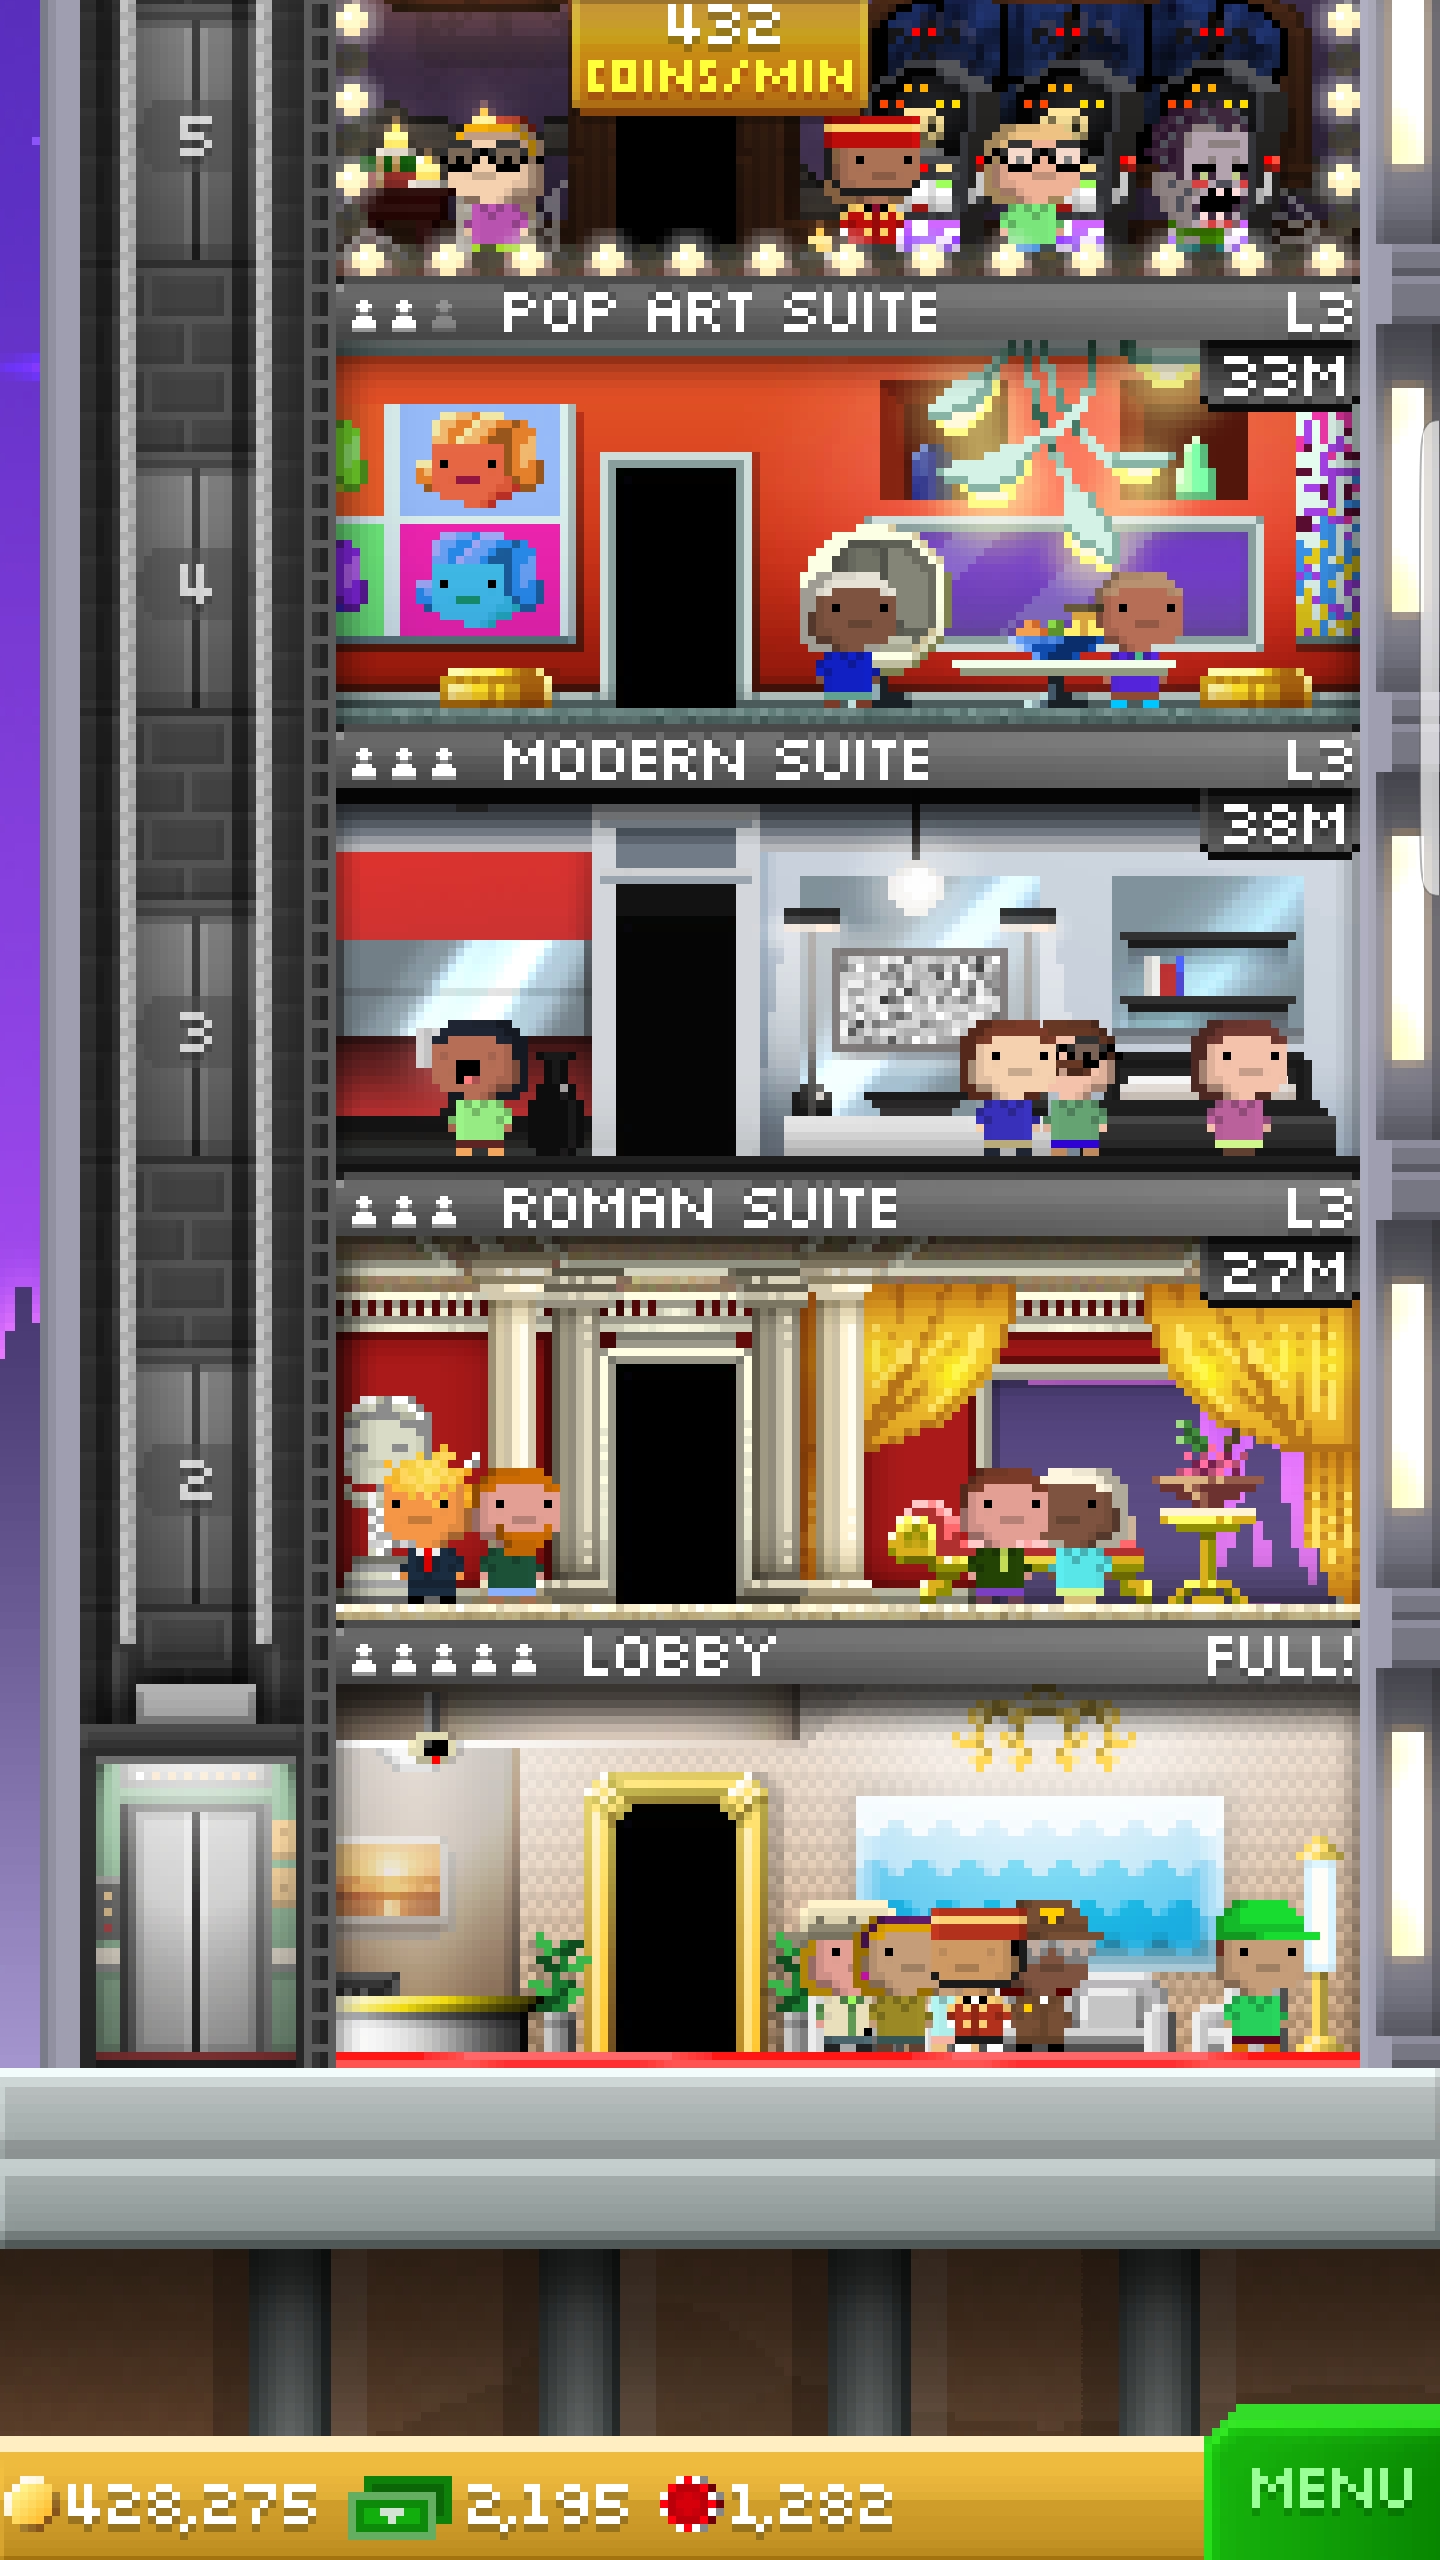 432
COINS/MIN
5
POP ART SUITE L3
33M
4
MODERN SUITE L3
38M
3
ROMAN SUITE L3
27M
2
LOBBY FULL!
428,275 2,195 1,282 MENU